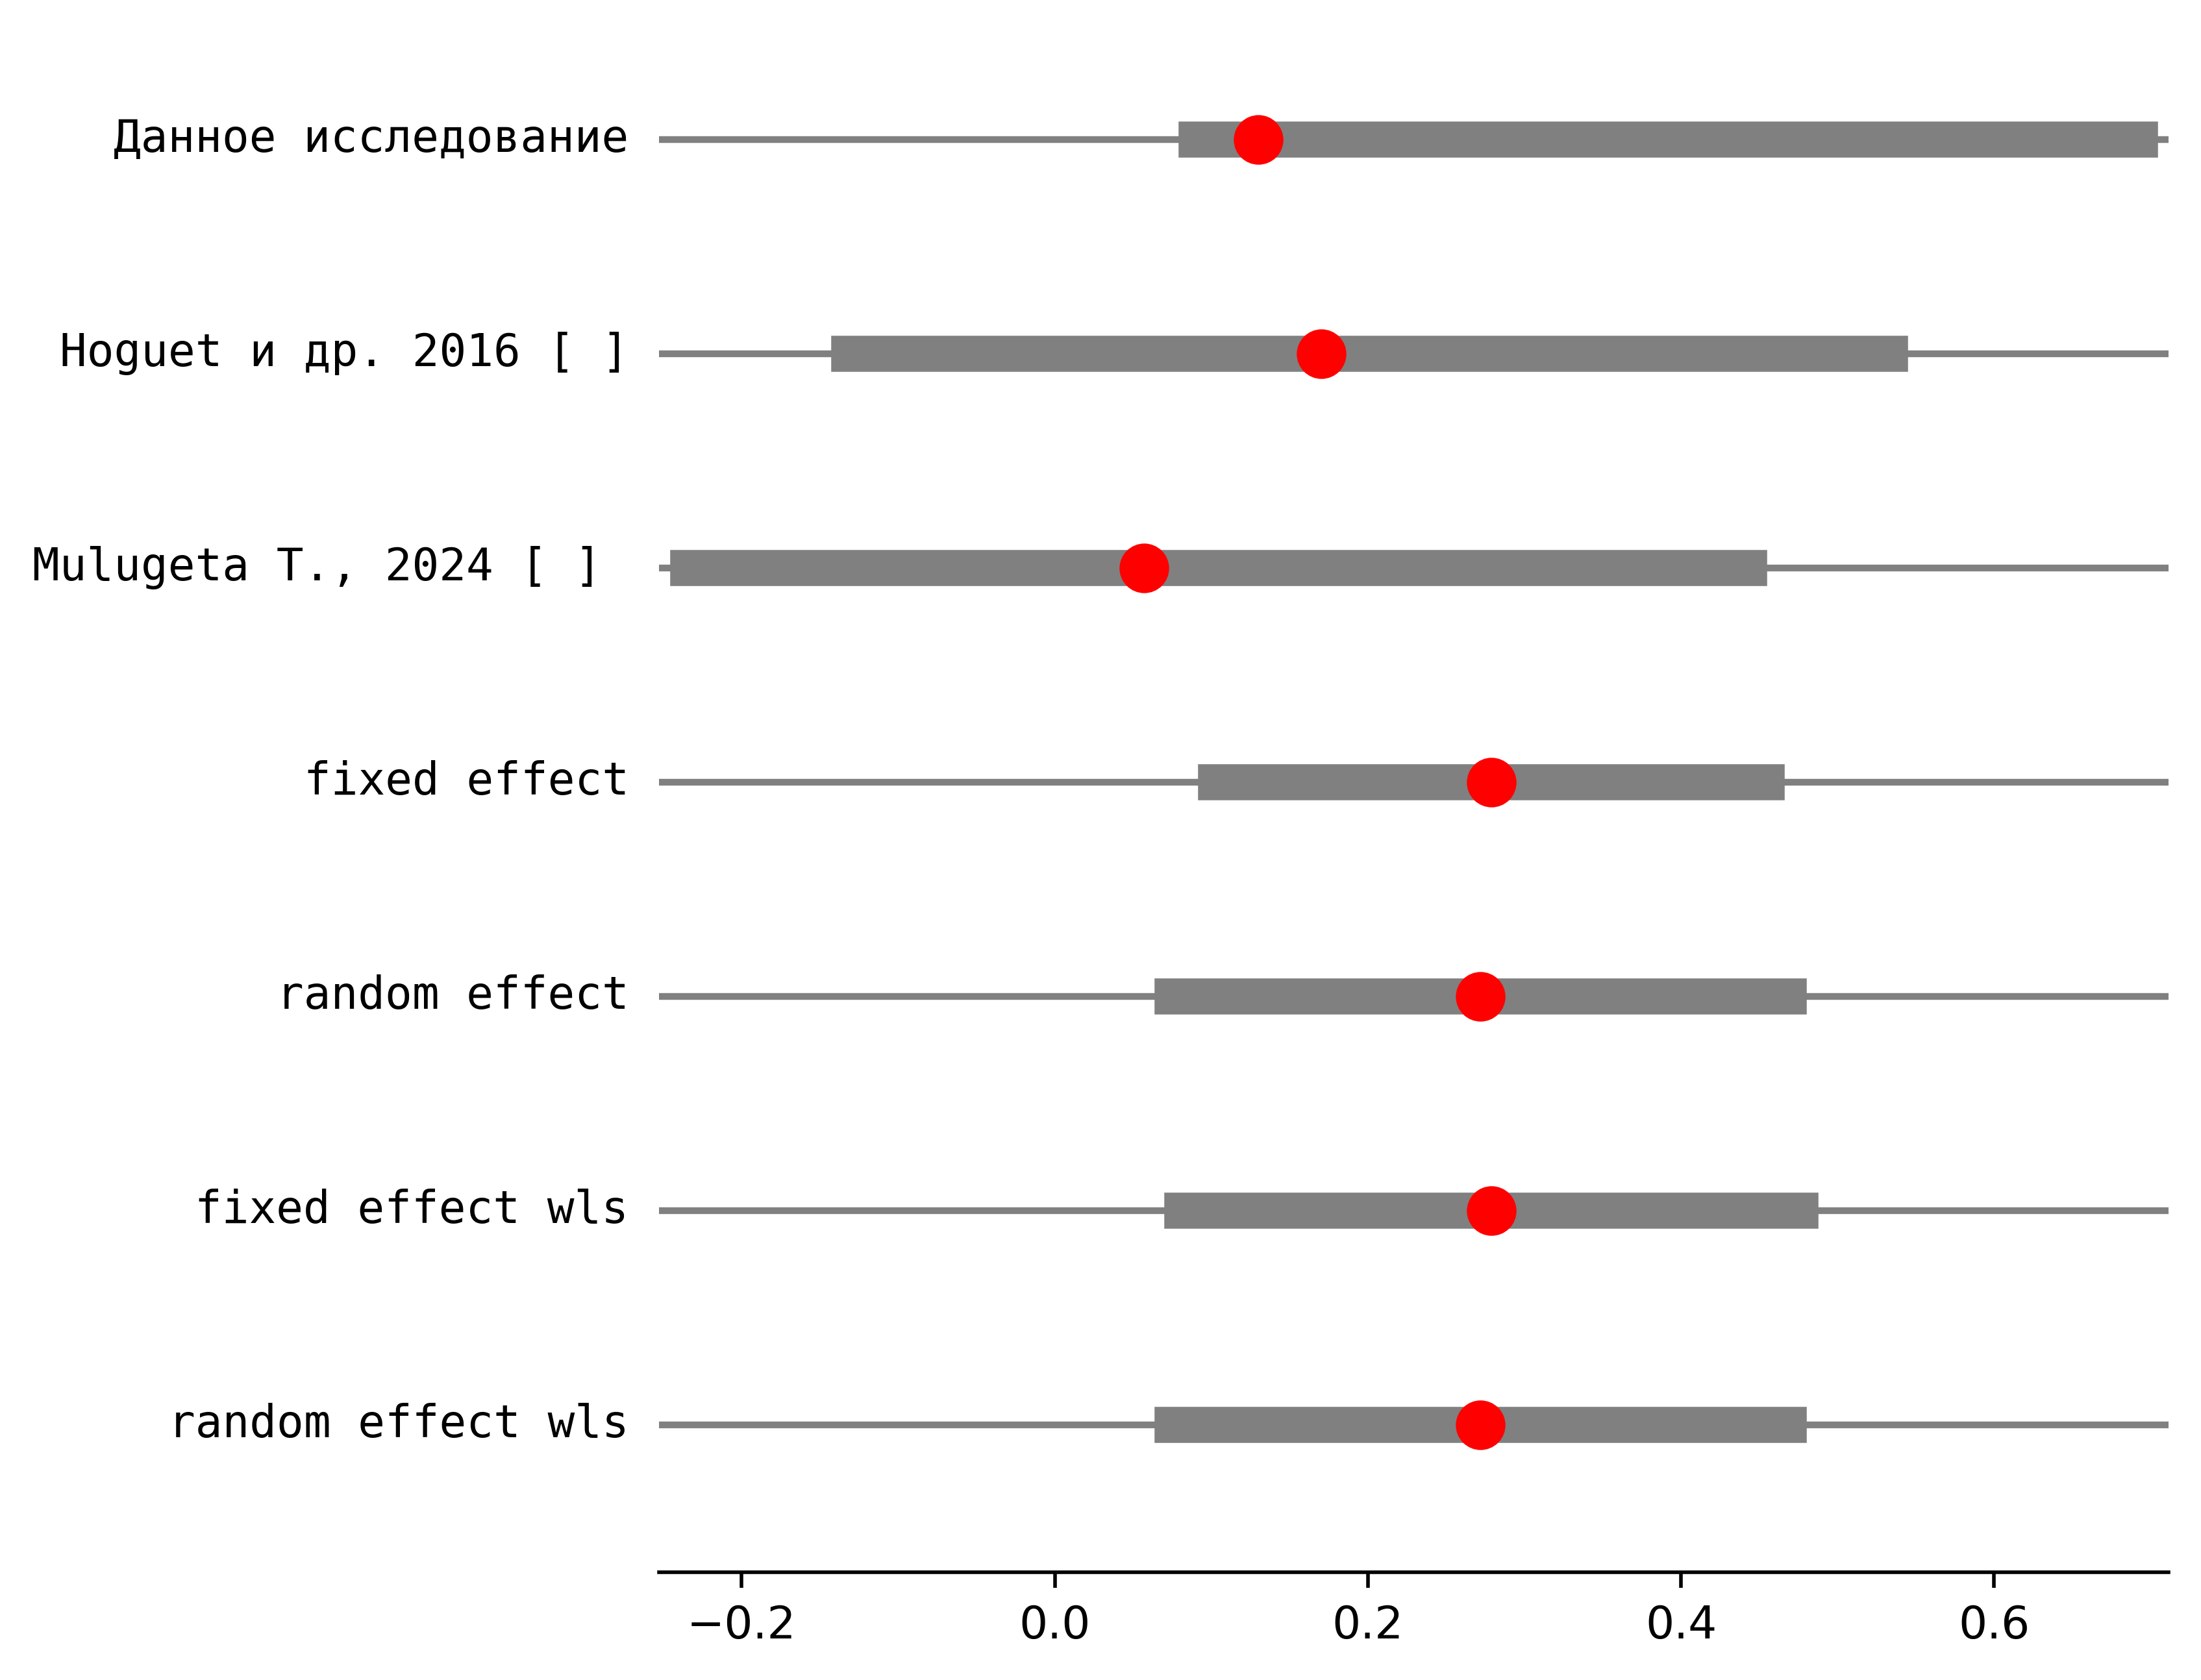 Данное исследование
Hoguet и др. 2016 [ ]
Mulugeta T., 2024 [ ]
fixed effect
random effect
fixed effect wls
random effect wls
−0.2 0.0 0.2 0.4 0.6